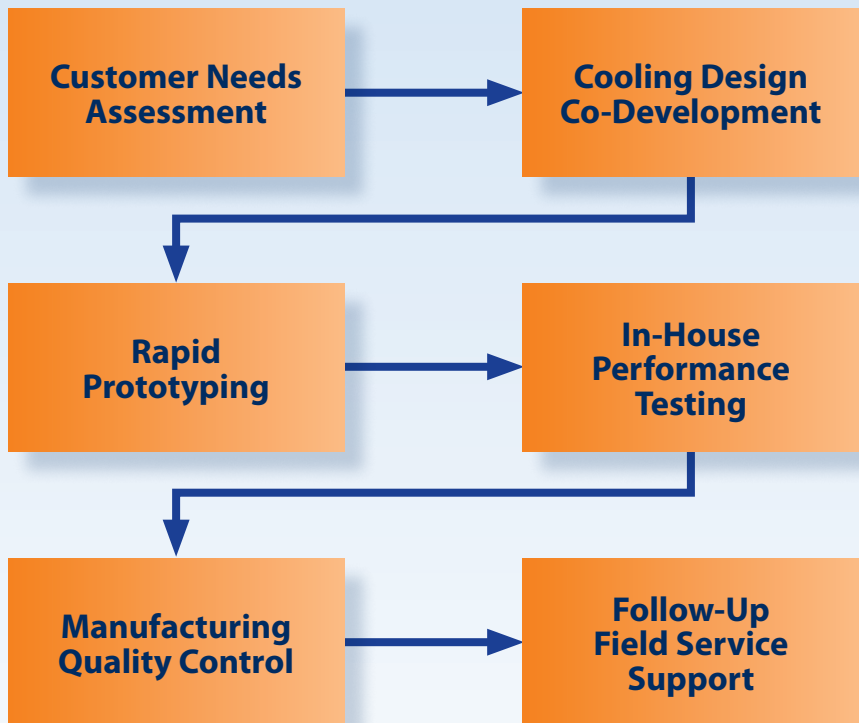 Customer Needs
Assessment
Cooling Design
Co-Development
Rapid
Prototyping
In-House
Performance
Testing
Manufacturing
Quality Control
Follow-Up
Field Service
Support